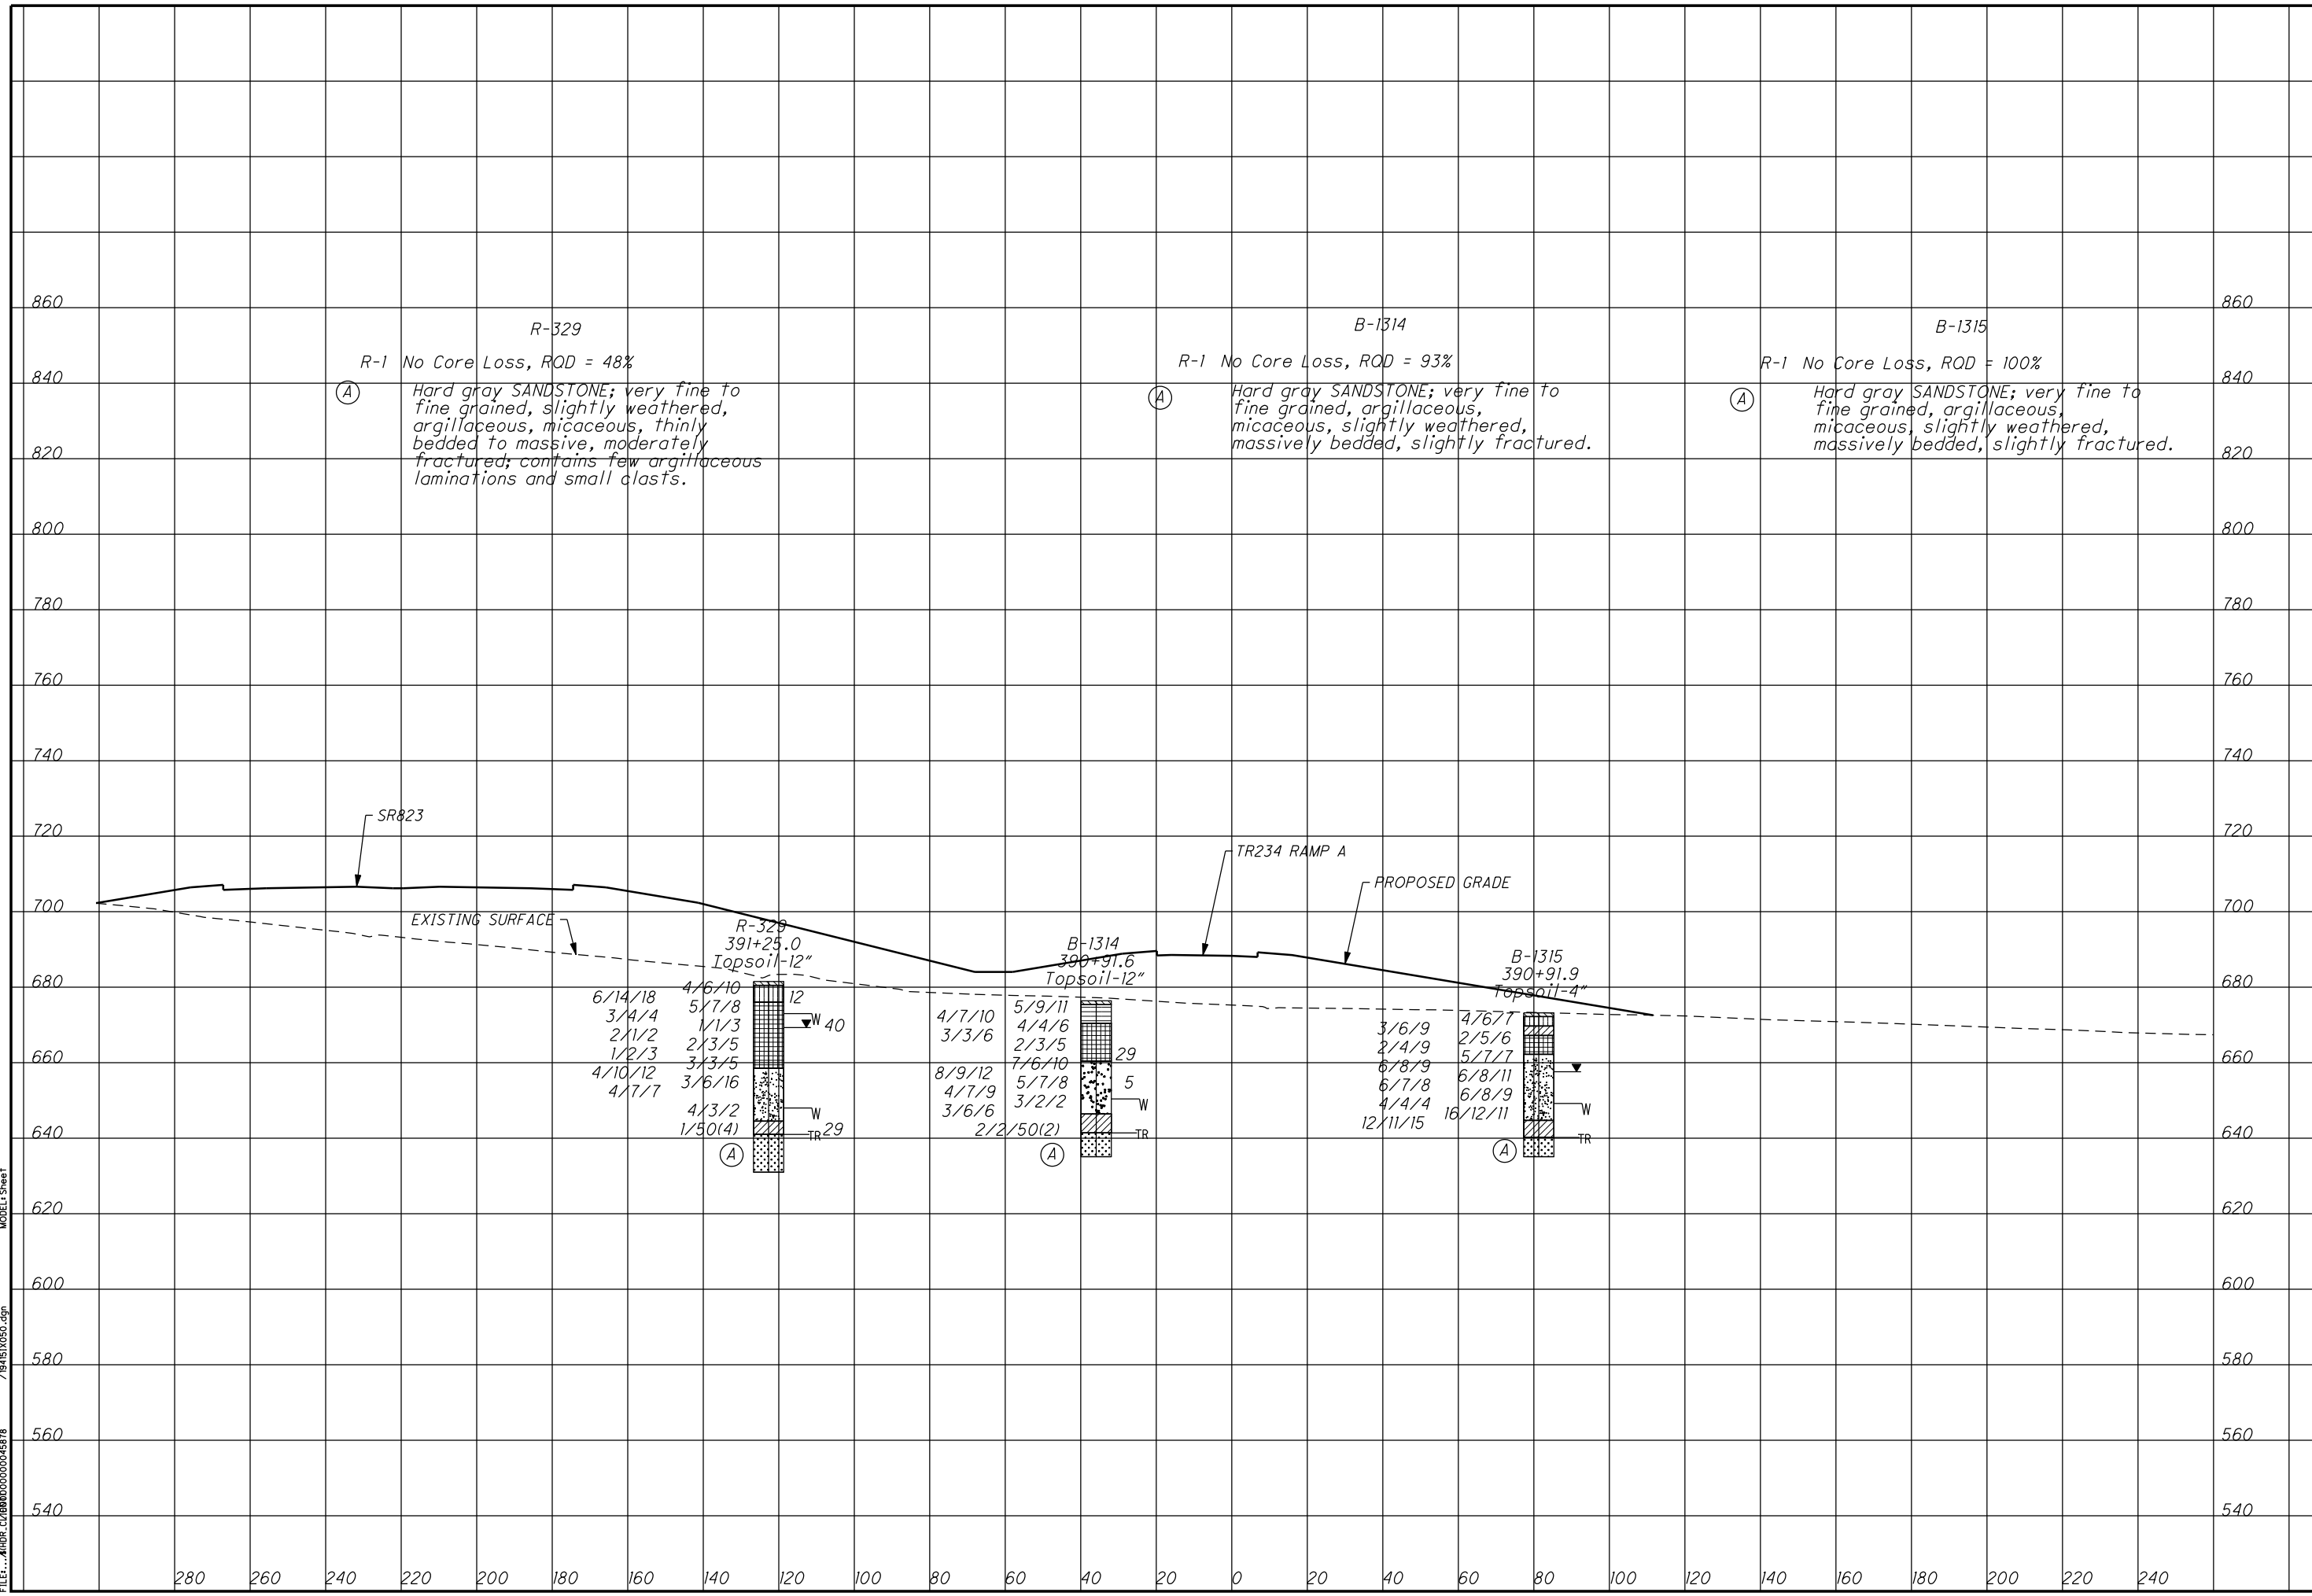 860
860
R-329
B-1314
B-1315
R-1 No Core Loss, RQD = 48%
R-1 No Core Loss, RQD = 93%
R-1 No Core Loss, RQD = 100%
840
840
A
Hard gray SANDSTONE; very fine to
fine grained, slightly weathered,
argillaceous, micaceous, thinly
bedded to massive, moderately
fractured; contains few argillaceous
laminations and small clasts.
A
Hard gray SANDSTONE; very fine to
fine grained, argillaceous,
micaceous, slightly weathered,
massively bedded, slightly fractured.
A
Hard gray SANDSTONE; very fine to
fine grained, argillaceous,
micaceous, slightly weathered,
massively bedded, slightly fractured.
820
820
800
800
780
780
760
760
740
740
720
720
SR823
TR234 RAMP A
PROPOSED GRADE
700
700
EXISTING SURFACE
R-329
391+25.0
Topsoil-12"
B-1314
390+91.6
Topsoil-12"
B-1315
390+91.9
Topsoil-4"
680
680
4/6/10
6/14/18
5/7/8
3/4/4
1/1/3
2/1/2
2/3/5
1/2/3
3/3/5
4/10/12
3/6/16
4/7/7
4/3/2
1/50(4)
12
W
40
W
TR
29
A
5/9/11
4/7/10
4/4/6
3/3/6
2/3/5
7/6/10
8/9/12
5/7/8
4/7/9
3/2/2
3/6/6
2/2/50(2)
29
5
W
TR
A
4/6/7
3/6/9
2/5/6
2/4/9
5/7/7
6/8/9
6/8/11
6/7/8
6/8/9
4/4/4
16/12/11
12/11/15
W
TR
A
660
660
640
640
620
620
600
600
580
580
560
560
540
540
280 260 240 220 200 180 160 140 120 100 80 60 40 20 0 20 40 60 80 100 120 140 160 180 200 220 240
MODEL: Sheet